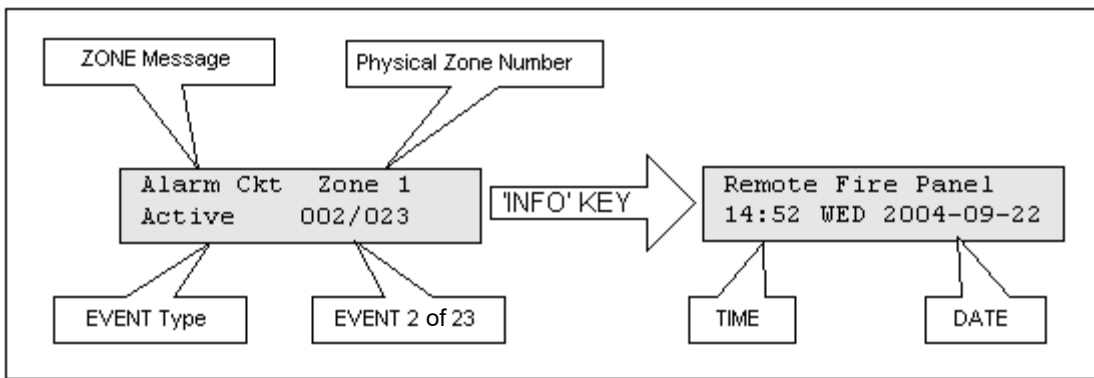 ZONE Message
Physical Zone Number
Alarm Ckt Zone 1
Active 002/023
'INFO' KEY
Remote Fire Panel
14:52 WED 2004-09-22
EVENT Type
EVENT 2 of 23
TIME
DATE